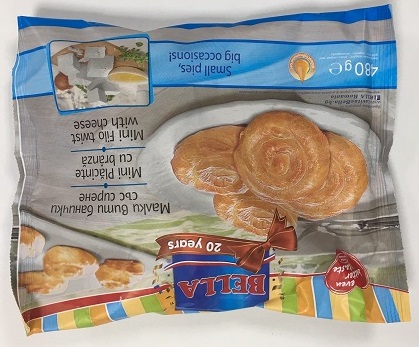 even
better
taste
BELLA
20 years
Малки вити банички
със сирене
Mini Plăcinte
cu brânză
Mini Filo twist
with cheese
480 g e
Small pies,
big occasions!